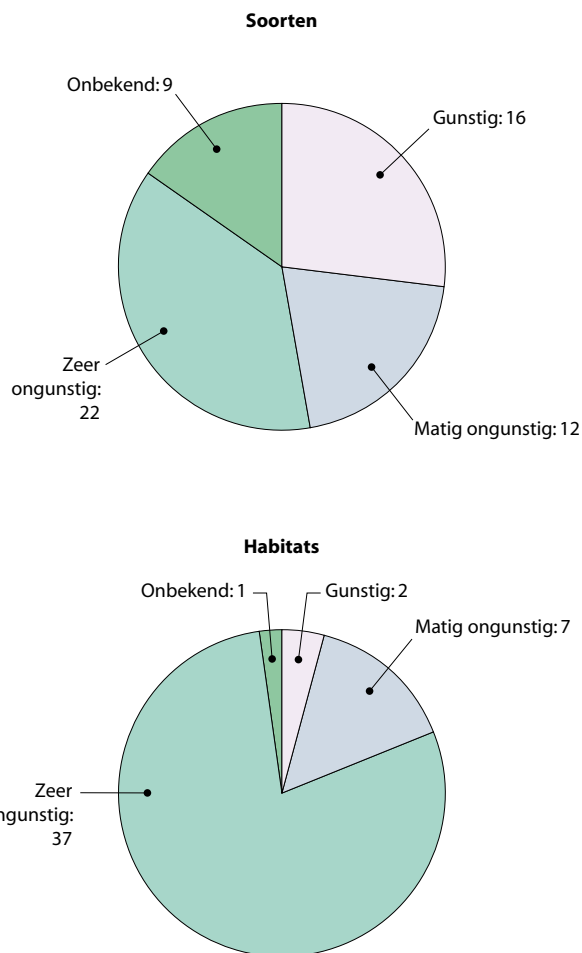 Soorten
Onbekend: 9
Gunstig: 16
Zeer
ongunstig:
22
Matig ongunstig: 12
Habitats
Onbekend: 1
Gunstig: 2
Matig ongunstig: 7
Zeer
ngunstig:
37